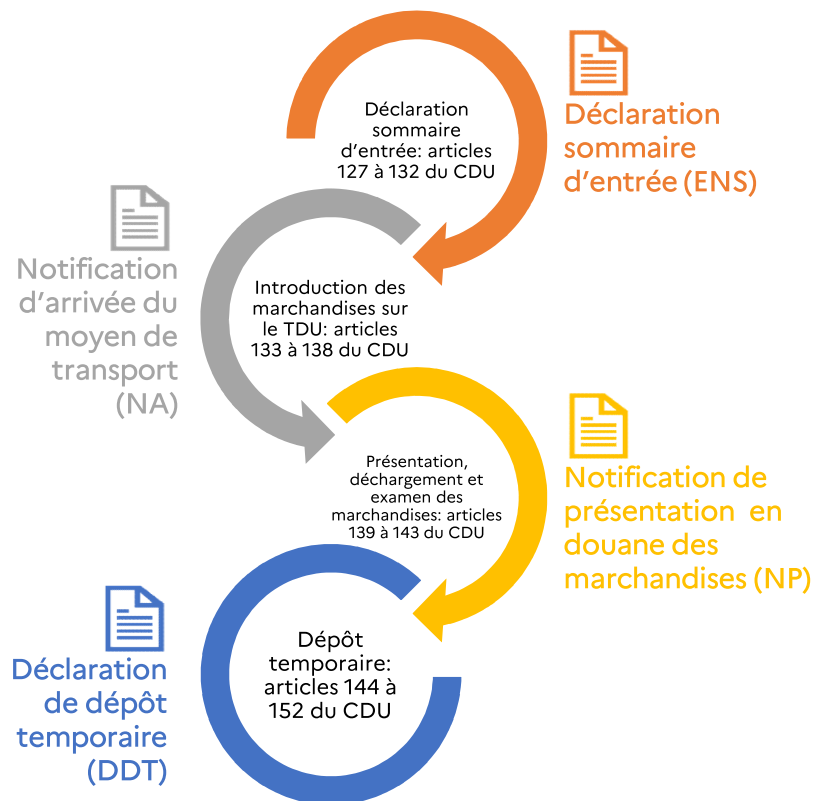 Déclaration
sommaire
d'entrée: articles
127 à 132 du CDU
Déclaration
sommaire
d'entrée (ENS)
Notification
d'arrivée du
moyen de
transport
(NA)
Introduction des
marchandises sur
le TDU: articles
133 à 138 du CDU
Présentation,
déchargement et
examen des
marchandises: articles
139 à 143 du CDU
Notification de
présentation en
douane des
marchandises (NP)
Déclaration
de dépôt
temporaire
(DDT)
Dépôt
temporaire:
articles 144 à
152 du CDU